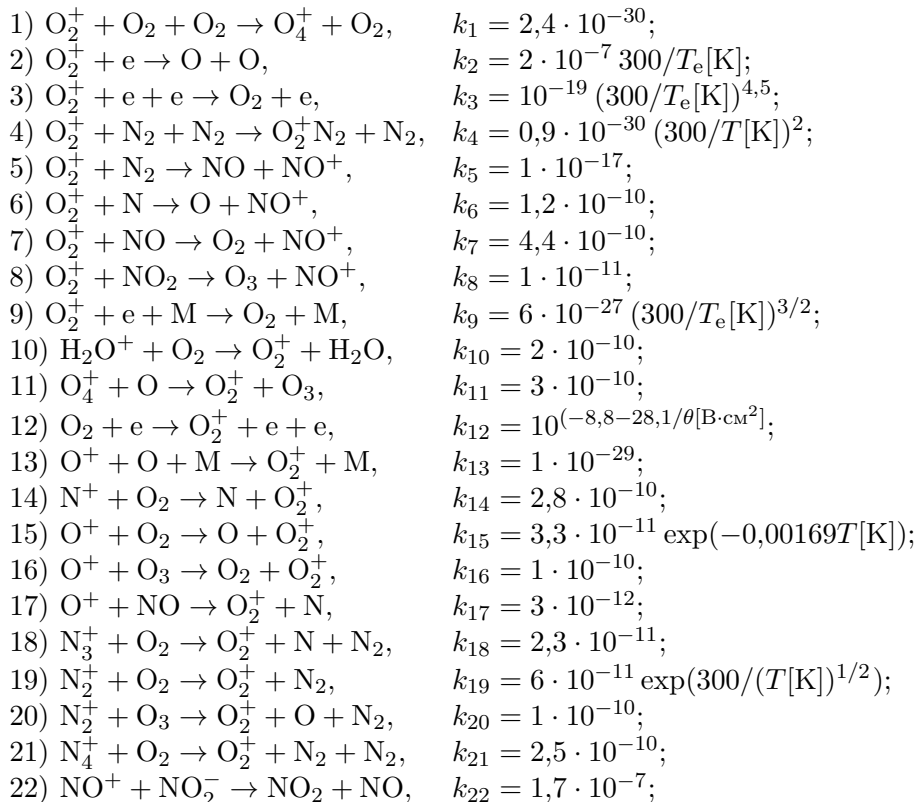 1) O₂⁺ + O₂ + O₂ → O₄⁺ + O₂, k₁ = 2,4 · 10⁻³⁰;
2) O₂⁺ + e → O + O, k₂ = 2 · 10⁻⁷ 300/Tₑ[K];
3) O₂⁺ + e + e → O₂ + e, k₃ = 10⁻¹⁹ (300/Tₑ[K])⁴,⁵;
4) O₂⁺ + N₂ + N₂ → O₂⁺N₂ + N₂, k₄ = 0,9 · 10⁻³⁰ (300/T[K])²;
5) O₂⁺ + N₂ → NO + NO⁺, k₅ = 1 · 10⁻¹⁷;
6) O₂⁺ + N → O + NO⁺, k₆ = 1,2 · 10⁻¹⁰;
7) O₂⁺ + NO → O₂ + NO⁺, k₇ = 4,4 · 10⁻¹⁰;
8) O₂⁺ + NO₂ → O₃ + NO⁺, k₈ = 1 · 10⁻¹¹;
9) O₂⁺ + e + M → O₂ + M, k₉ = 6 · 10⁻²⁷ (300/Tₑ[K])^{3/2};
10) H₂O⁺ + O₂ → O₂⁺ + H₂O, k₁₀ = 2 · 10⁻¹⁰;
11) O₄⁺ + O → O₂⁺ + O₃, k₁₁ = 3 · 10⁻¹⁰;
12) O₂ + e → O₂⁺ + e + e, k₁₂ = 10^{(−8,8−28,1/θ[В·см²]};
13) O⁺ + O + M → O₂⁺ + M, k₁₃ = 1 · 10⁻²⁹;
14) N⁺ + O₂ → N + O₂⁺, k₁₄ = 2,8 · 10⁻¹⁰;
15) O⁺ + O₂ → O + O₂⁺, k₁₅ = 3,3 · 10⁻¹¹ exp(−0,00169T[K]);
16) O⁺ + O₃ → O₂ + O₂⁺, k₁₆ = 1 · 10⁻¹⁰;
17) O⁺ + NO → O₂⁺ + N, k₁₇ = 3 · 10⁻¹²;
18) N₃⁺ + O₂ → O₂⁺ + N + N₂, k₁₈ = 2,3 · 10⁻¹¹;
19) N₂⁺ + O₂ → O₂⁺ + N₂, k₁₉ = 6 · 10⁻¹¹ exp(300/(T[K])^{1/2});
20) N₂⁺ + O₃ → O₂⁺ + O + N₂, k₂₀ = 1 · 10⁻¹⁰;
21) N₄⁺ + O₂ → O₂⁺ + N₂ + N₂, k₂₁ = 2,5 · 10⁻¹⁰;
22) NO⁺ + NO₂⁻ → NO₂ + NO, k₂₂ = 1,7 · 10⁻⁷;